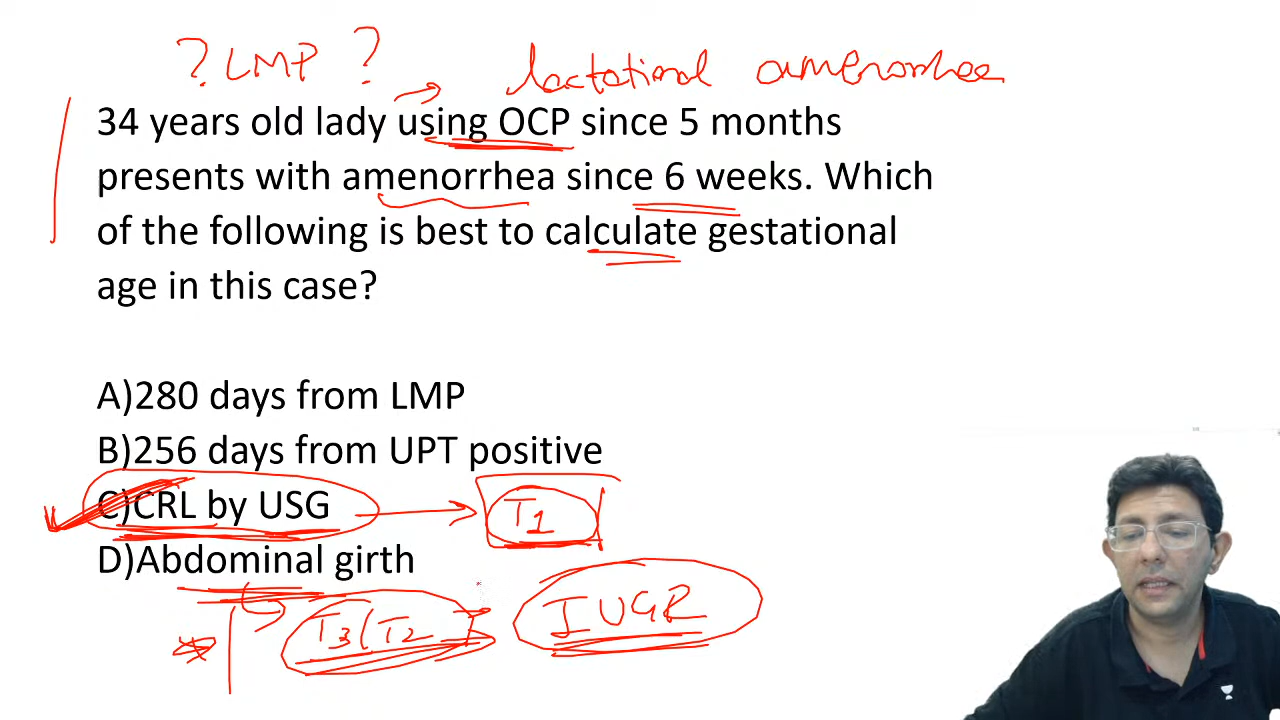 ? LMP ?
lactational amenorrhea
34 years old lady using OCP since 5 months
presents with amenorrhea since 6 weeks. Which
of the following is best to calculate gestational
age in this case?
A)280 days from LMP
B)256 days from UPT positive
C)CRL by USG
T1
D)Abdominal girth
T3/T2
IUGR